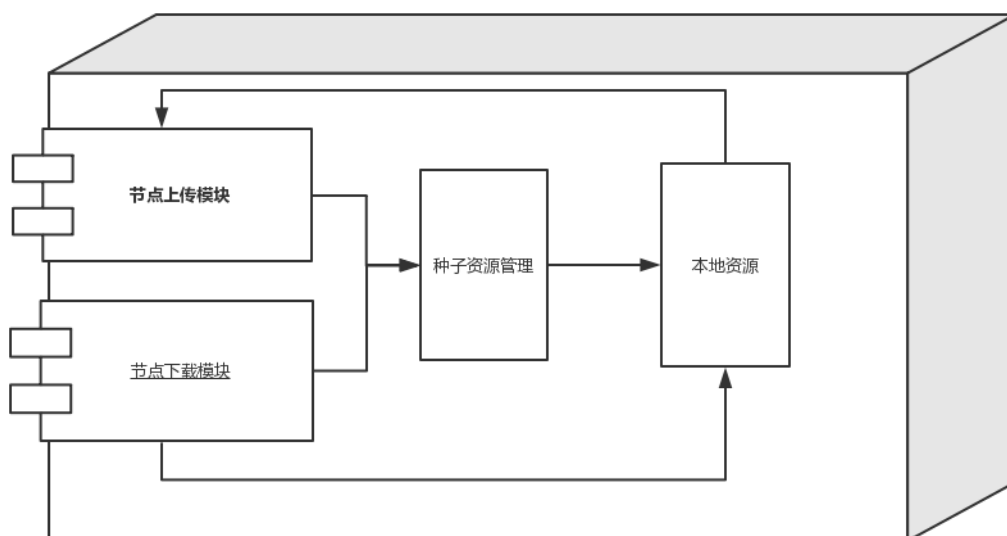 节点上传模块
种子资源管理
本地资源
节点下载模块